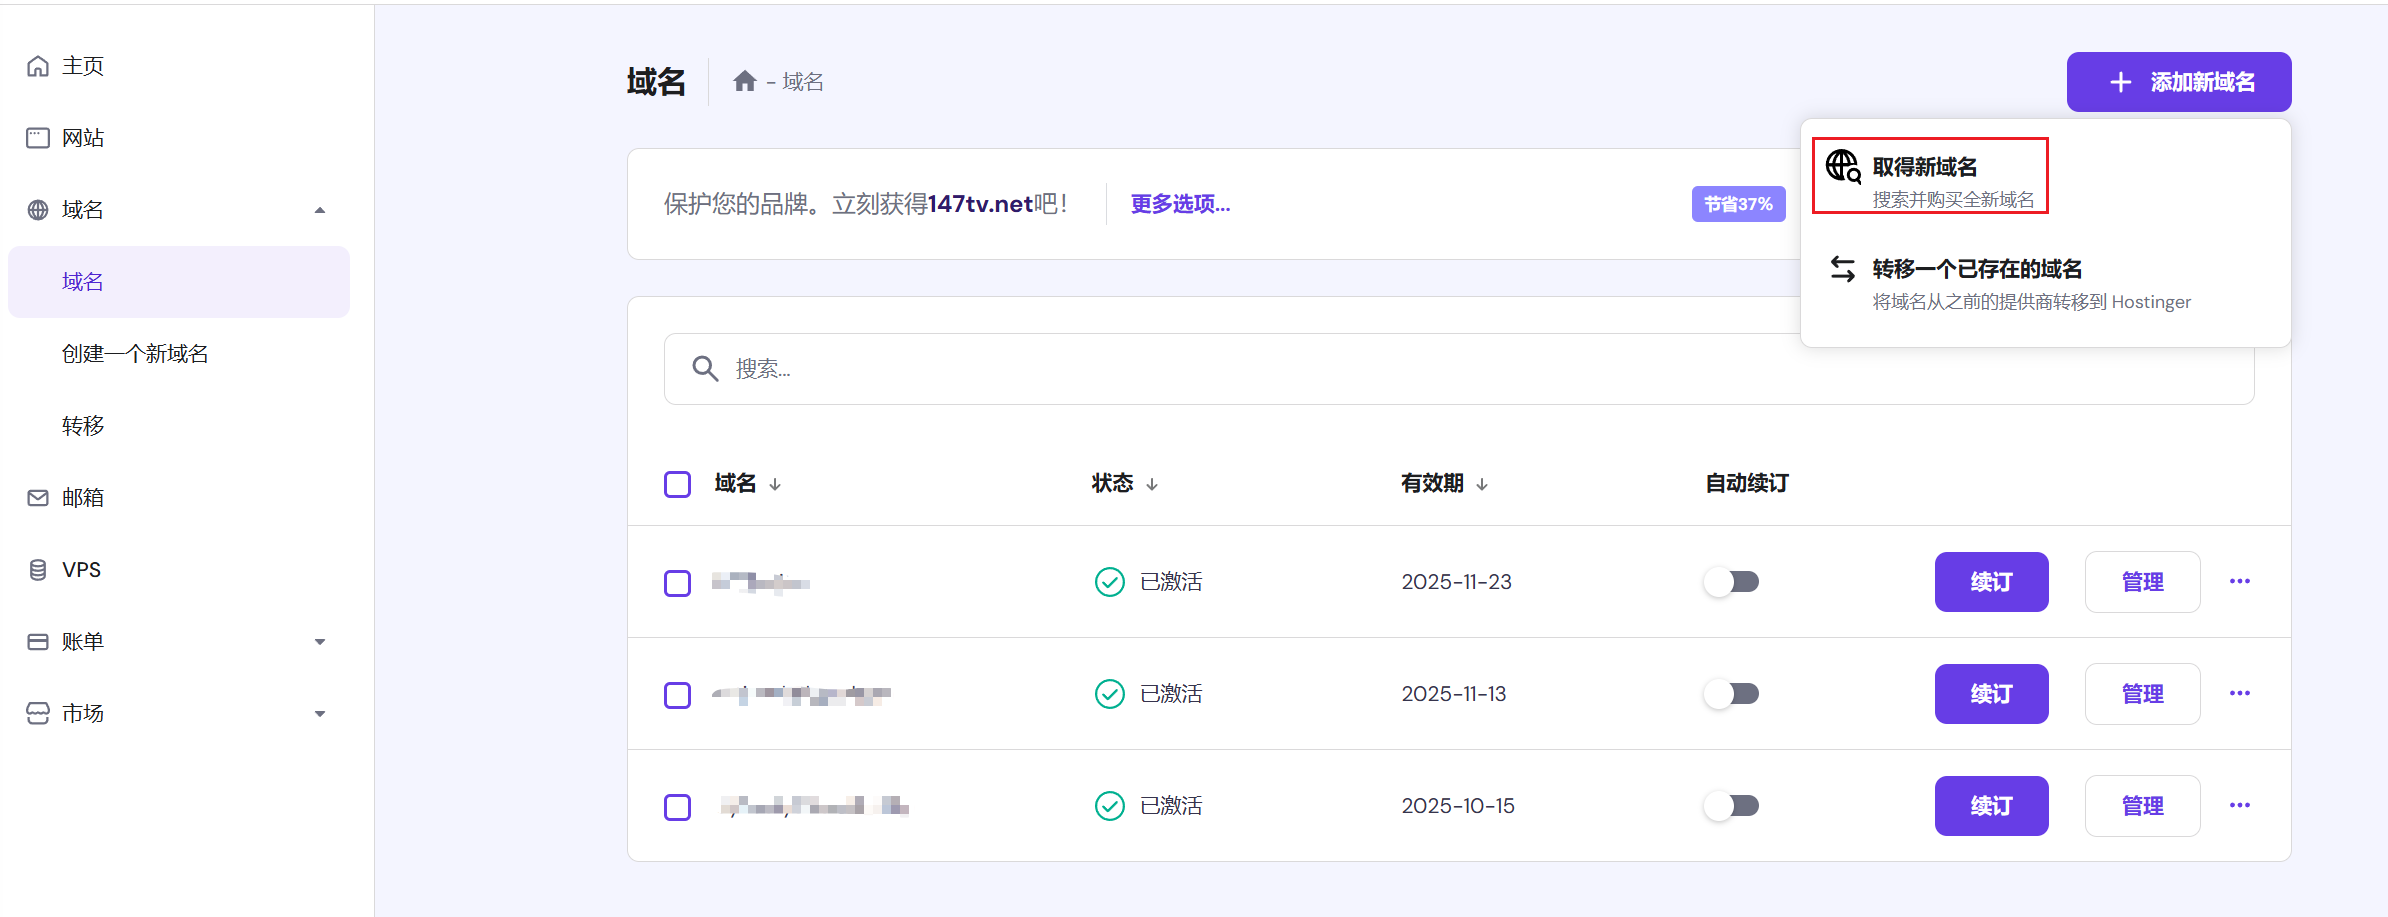 主页
网站
域名
域名
创建一个新域名
转移
邮箱
VPS
账单
市场
域名
– 域名
添加新域名
取得新域名
搜索并购买全新域名
转移一个已存在的域名
将域名从之前的提供商转移到 Hostinger
保护您的品牌。立刻获得147tv.net吧！
更多选项...
节省37%
搜索...
域名 状态 有效期 自动续订
已激活 2025-11-23 续订 管理
已激活 2025-11-13 续订 管理
已激活 2025-10-15 续订 管理